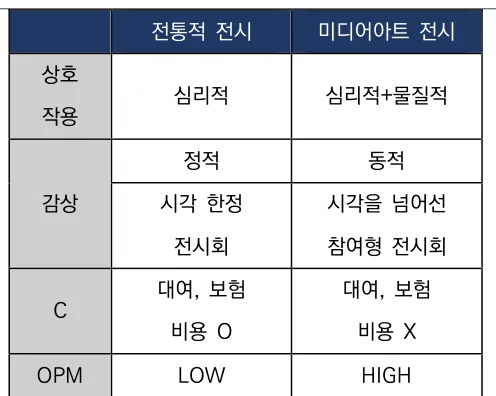 전통적 전시 미디어아트 전시
상호
작용
심리적 심리적+물질적
감상
정적 동적
시각 한정
전시회
시각을 넘어선
참여형 전시회
C
대여, 보험
비용 O
대여, 보험
비용 X
OPM LOW HIGH